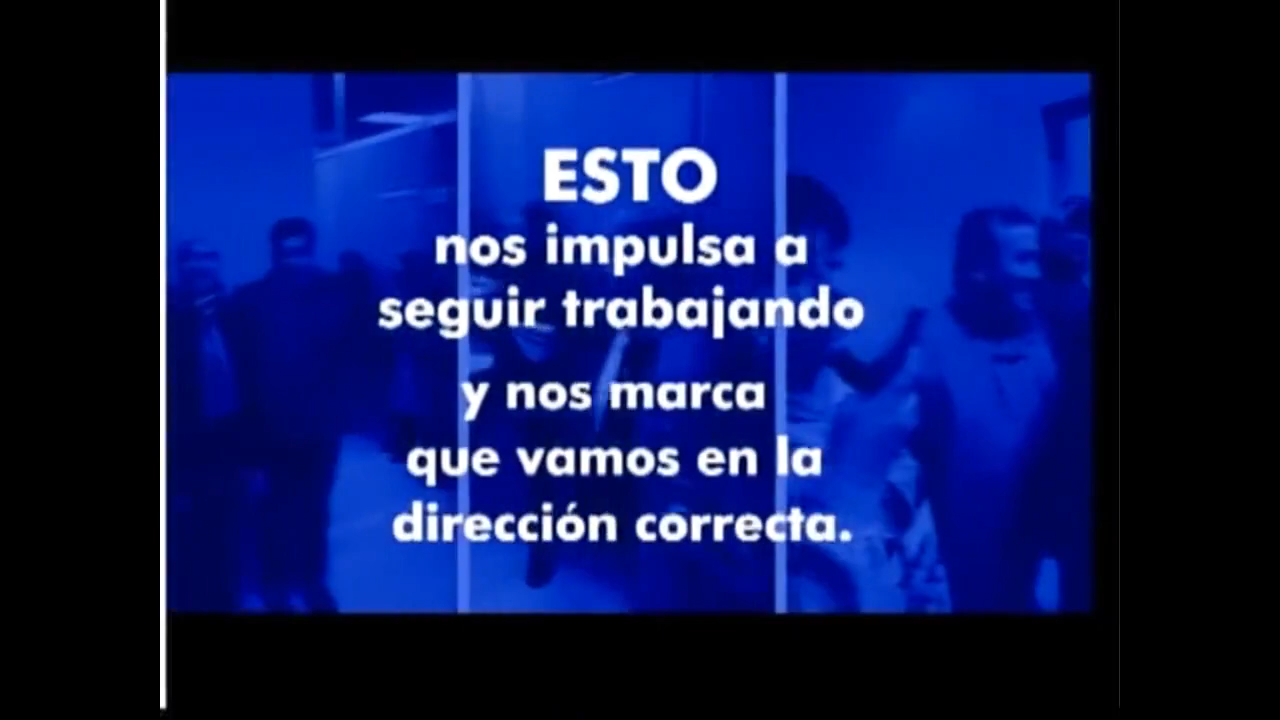 ESTO
nos impulsa a
seguir trabajando
y nos marca
que vamos en la
dirección correcta.